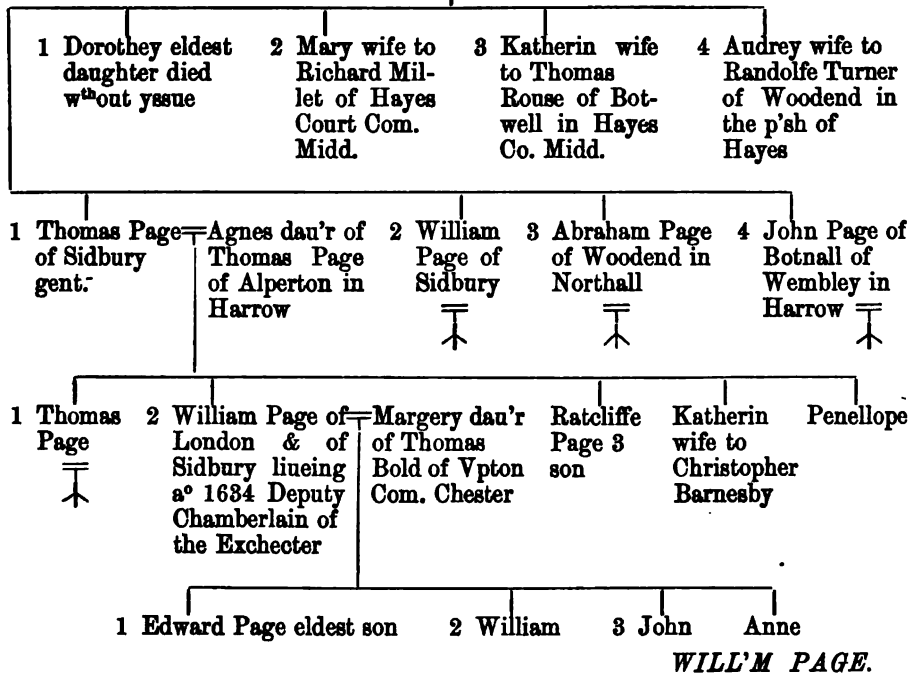 1 Dorothey eldest
daughter died
wthout yssue
2 Mary wife to
Richard Mil-
let of Hayes
Court Com.
Midd.
3 Katherin wife
to Thomas
Rouse of Bot-
well in Hayes
Co. Midd.
4 Audrey wife to
Randolfe Turner
of Woodend in
the p'sh of
Hayes
1 Thomas Page
of Sidbury
gent.
Agnes dau'r of
Thomas Page
of Alperton in
Harrow
2 William
Page of
Sidbury
3 Abraham Page
of Woodend in
Northall
4 John Page of
Botnall of
Wembley in
Harrow
1 Thomas
Page
2 William Page of
London & of
Sidbury liueing
aº 1634 Deputy
Chamberlain of
the Exchecter
Margery dau'r
of Thomas
Bold of Vpton
Com. Chester
Ratcliffe
Page 3
son
Katherin
wife to
Christopher
Barnesby
Penellope
1 Edward Page eldest son
2 William
3 John
Anne
WILL'M PAGE.